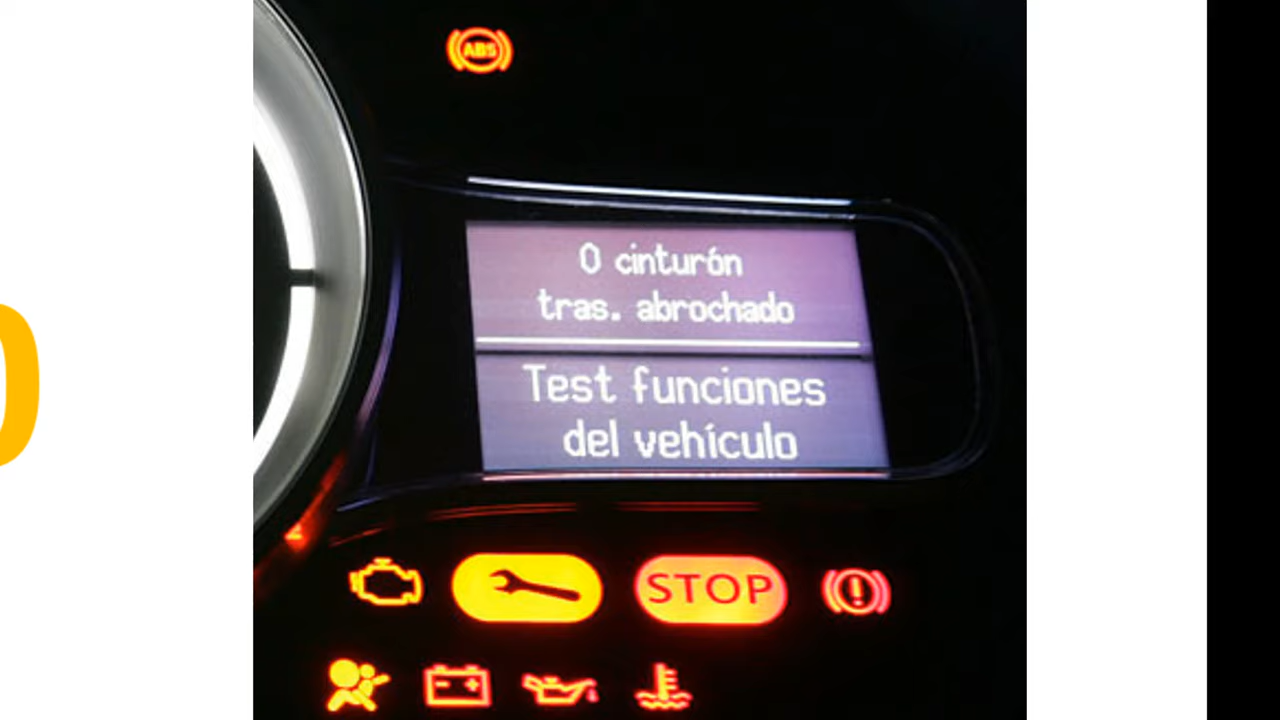 ABS
0 cinturón
tras. abrochado
Test funciones
del vehículo
STOP